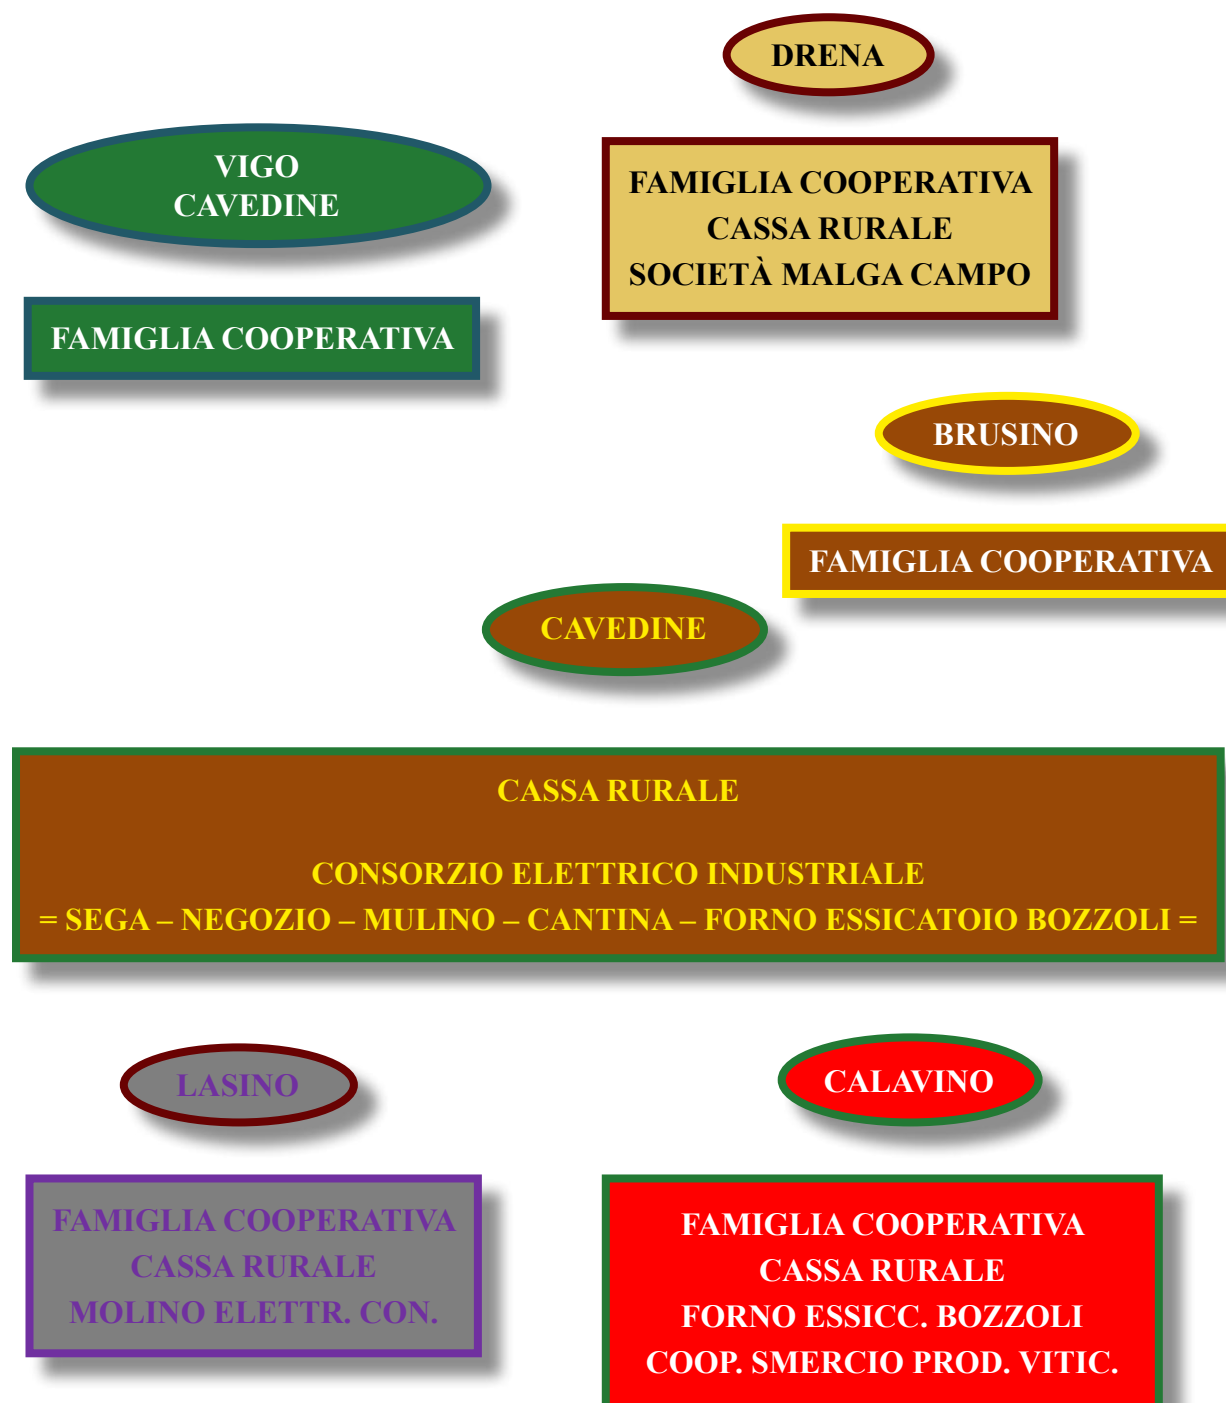 DRENA
VIGO
CAVEDINE
FAMIGLIA COOPERATIVA
CASSA RURALE
SOCIETÀ MALGA CAMPO
FAMIGLIA COOPERATIVA
BRUSINO
FAMIGLIA COOPERATIVA
CAVEDINE
CASSA RURALE
CONSORZIO ELETTRICO INDUSTRIALE
= SEGA – NEGOZIO – MULINO – CANTINA – FORNO ESSICATOIO BOZZOLI =
LASINO
FAMIGLIA COOPERATIVA
CASSA RURALE
MOLINO ELETTR. CON.
CALAVINO
FAMIGLIA COOPERATIVA
CASSA RURALE
FORNO ESSICC. BOZZOLI
COOP. SMERCIO PROD. VITIC.